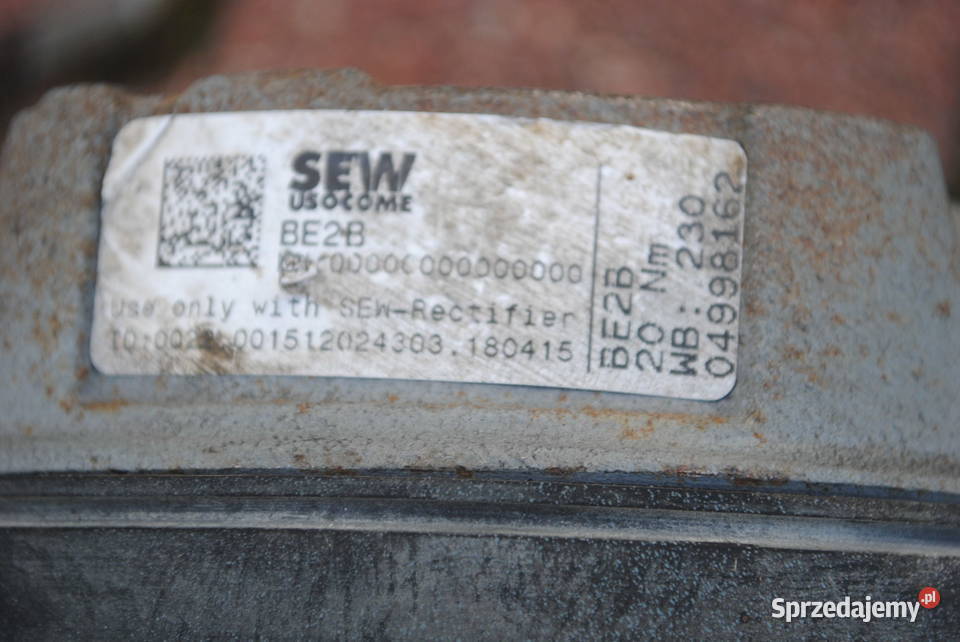 SEW
USOCOME
BE2B
Use only with SEW-Rectifier
BE2B
20 Nm
WB: 230
04998162
Sprzedajemy.pl